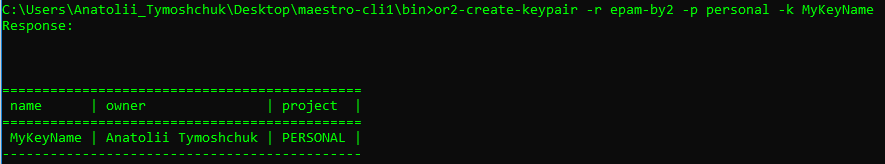 C:\Users\Anatolii_Tymoshchuk\Desktop\maestro-cli1\bin>or2-create-keypair -r epam-by2 -p personal -k MyKeyName
Response:
=============================================
name      | owner                | project  |
=============================================
MyKeyName | Anatolii Tymoshchuk | PERSONAL |
---------------------------------------------